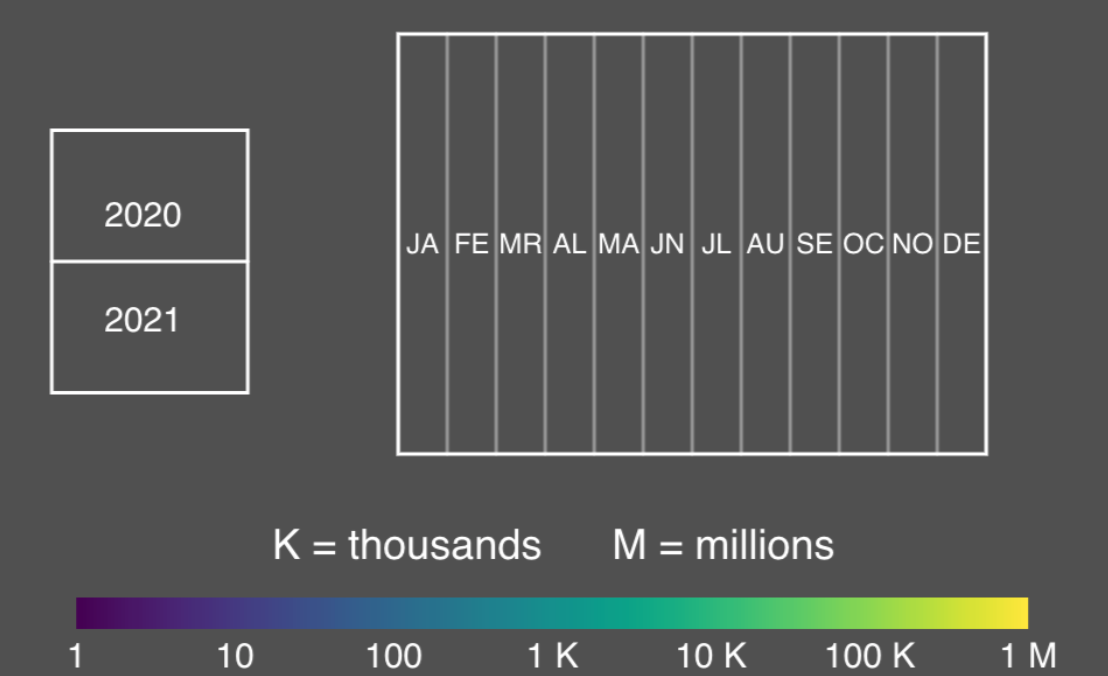 2020
2021
JA FE MR AL MA JN JL AU SE OC NO DE
K = thousands M = millions
1 10 100 1 K 10 K 100 K 1 M